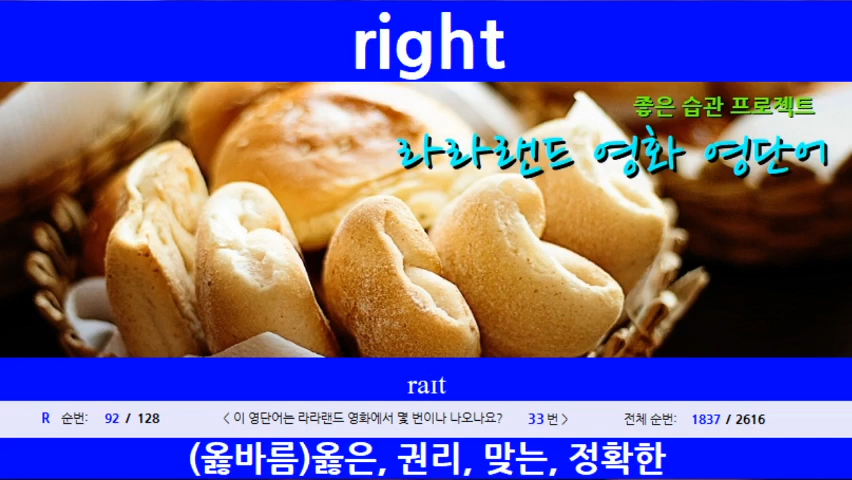 right
좋은 습관 프로젝트
라라랜드 영화 영단어
raɪt
R 순번: 92 / 128 < 이 영단어는 라라랜드 영화에서 몇 번이나 나오나요? 33 번 > 전체 순번: 1837 / 2616
(옳바름)옳은, 권리, 맞는, 정확한